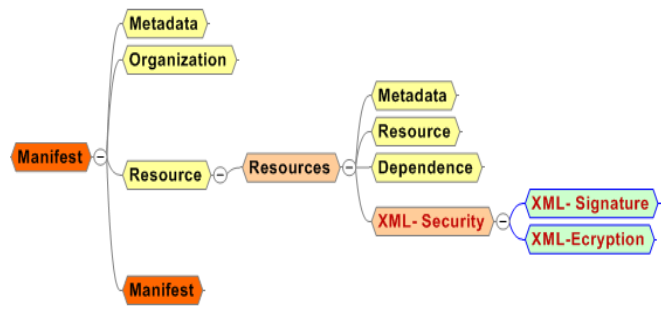 Metadata
Organization
Manifest
Resource
Manifest
Resources
Metadata
Resource
Dependence
XML- Security
XML- Signature
XML-Ecryption